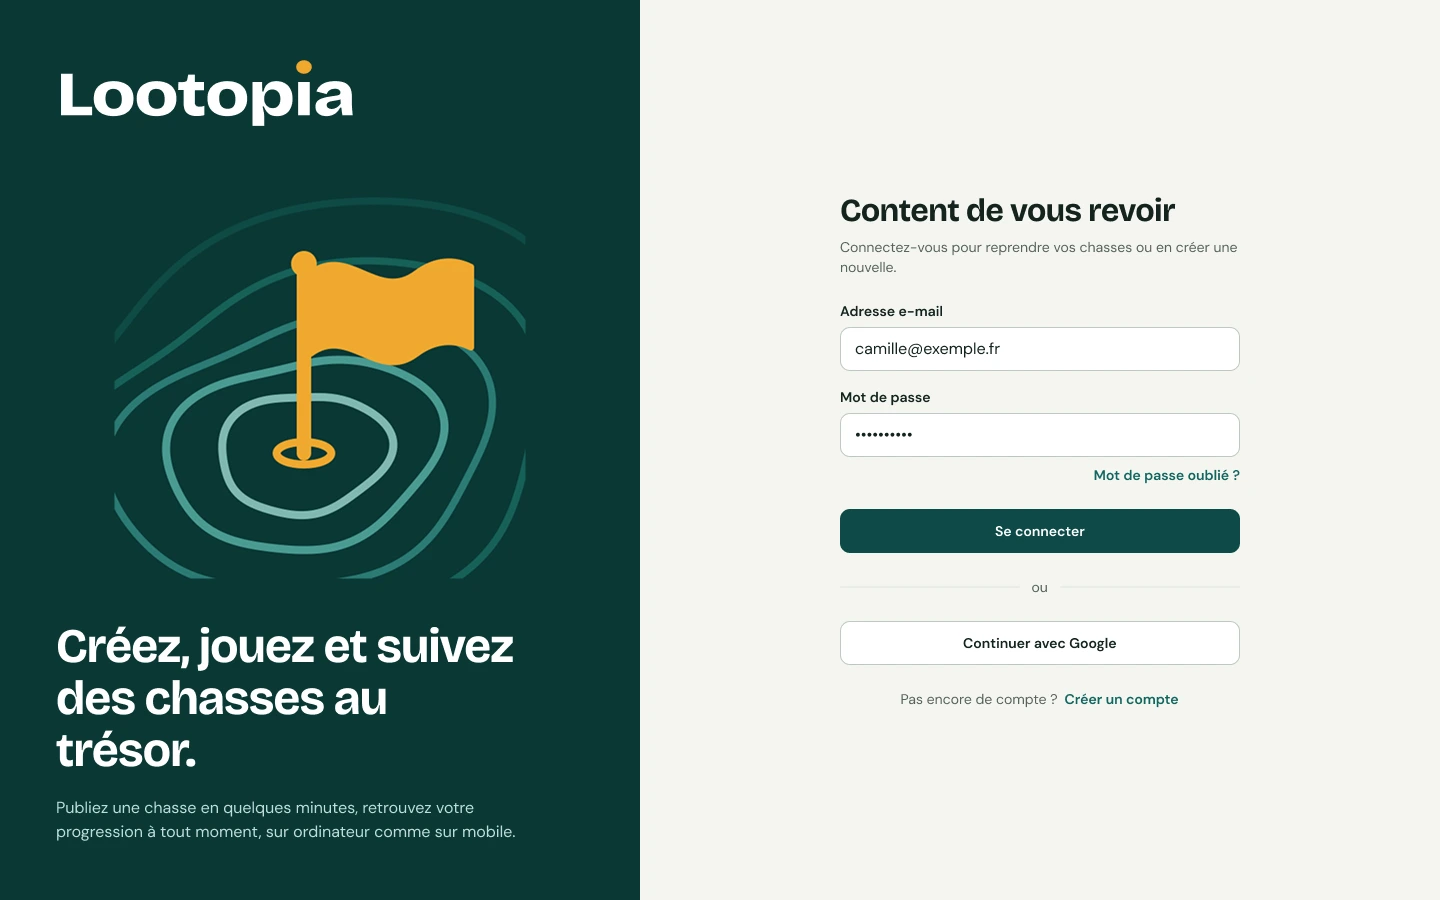 Lootopia
Créez, jouez et suivez
des chasses au
trésor.
Publiez une chasse en quelques minutes, retrouvez votre
progression à tout moment, sur ordinateur comme sur mobile.
Content de vous revoir
Connectez-vous pour reprendre vos chasses ou en créer une
nouvelle.
Adresse e-mail
camille@exemple.fr
Mot de passe
••••••••••
Mot de passe oublié ?
Se connecter
ou
Continuer avec Google
Pas encore de compte ? Créer un compte